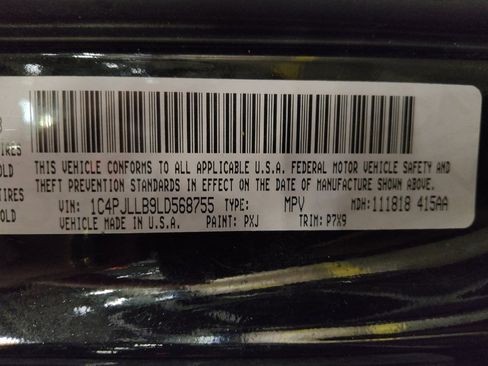 THIS VEHICLE CONFORMS TO ALL APPLICABLE U.S.A. FEDERAL MOTOR VEHICLE SAFETY AND
THEFT PREVENTION STANDARDS IN EFFECT ON THE DATE OF MANUFACTURE SHOWN ABOVE.
VIN: 1C4PJLLB9LD568755 TYPE: MPV MDH: 111818 415AA
VEHICLE MADE IN U.S.A. PAINT: PXJ TRIM: P7X9